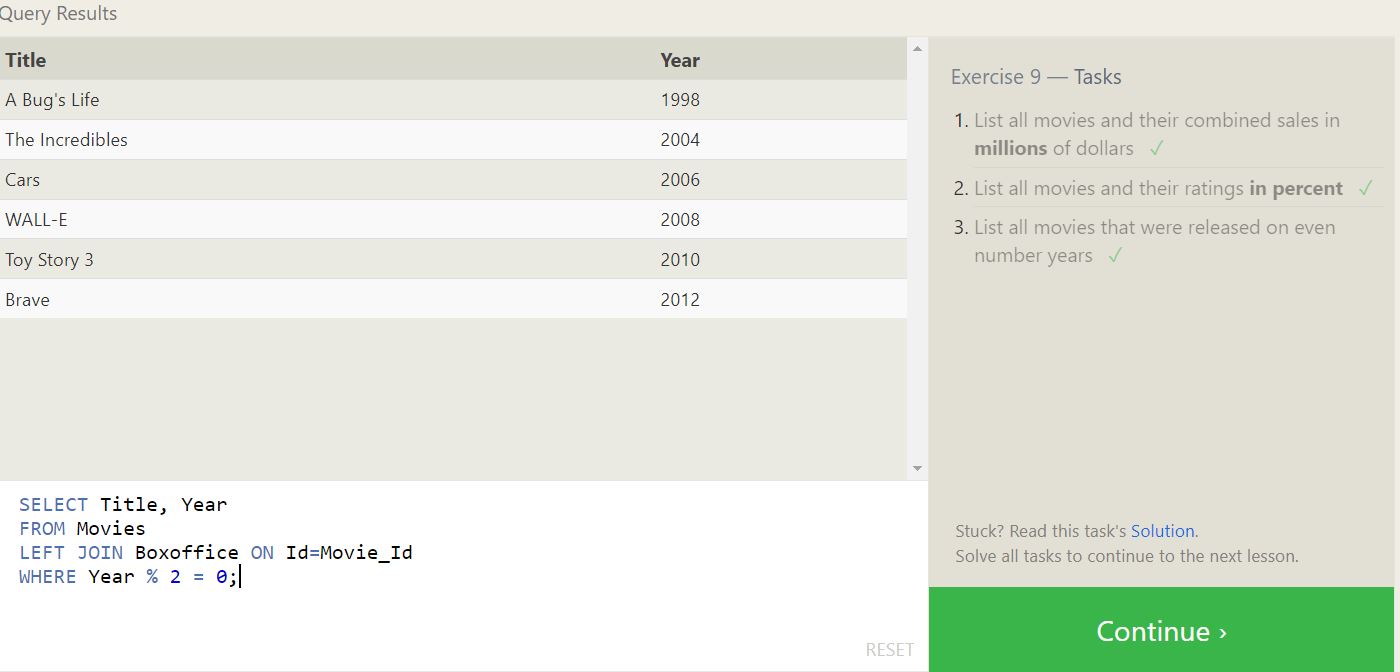 Query Results
Title Year
A Bug's Life 1998
The Incredibles 2004
Cars 2006
WALL-E 2008
Toy Story 3 2010
Brave 2012
SELECT Title, Year
FROM Movies
LEFT JOIN Boxoffice ON Id=Movie_Id
WHERE Year % 2 = 0;
RESET
Exercise 9 — Tasks
1. List all movies and their combined sales in
millions of dollars ✓
2. List all movies and their ratings in percent ✓
3. List all movies that were released on even
number years ✓
Stuck? Read this task's Solution.
Solve all tasks to continue to the next lesson.
Continue ›